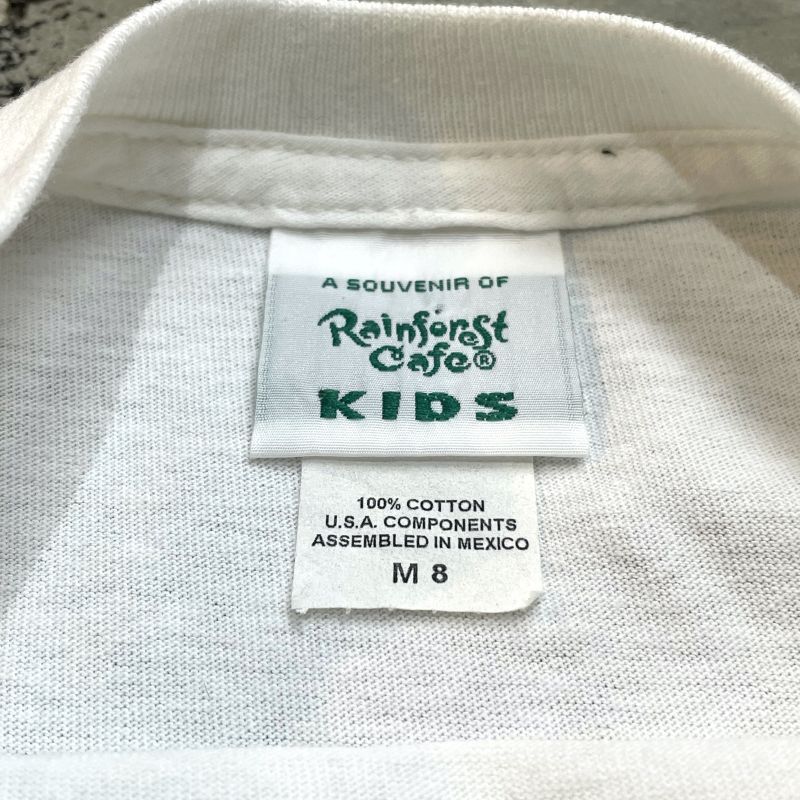 A SOUVENIR OF
Rainforest
Cafe®
KIDS
100% COTTON
U.S.A. COMPONENTS
ASSEMBLED IN MEXICO
M 8